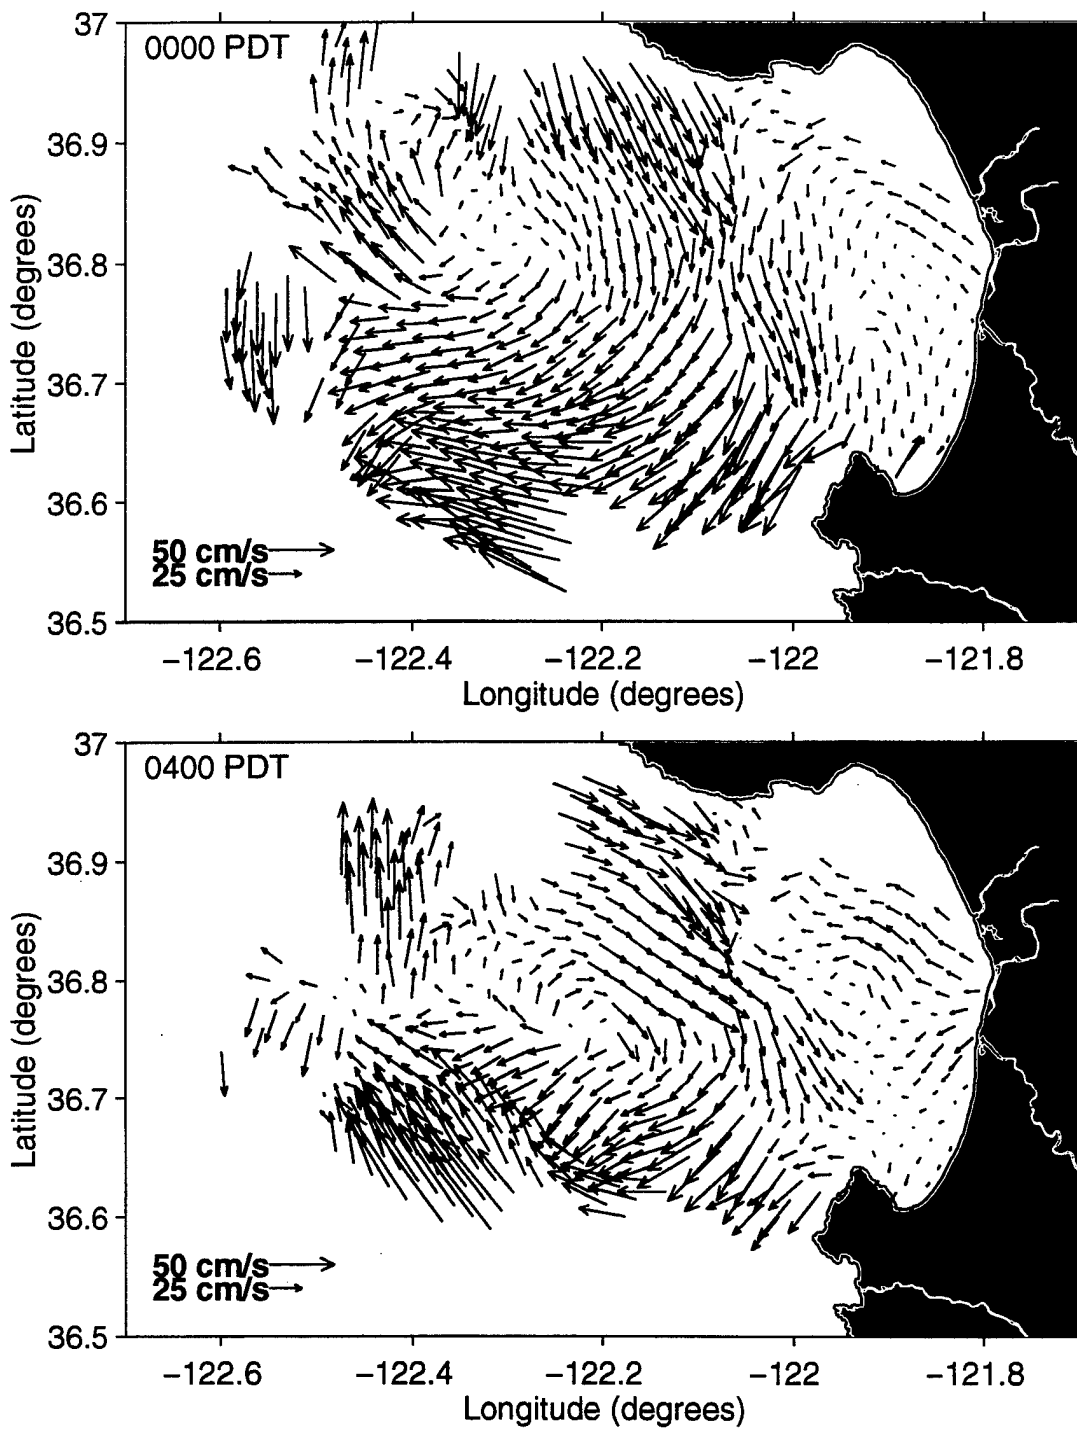 37
0000 PDT
36.9
36.8
36.7
36.6
36.5
Latitude (degrees)
50 cm/s
25 cm/s
−122.6 −122.4 −122.2 −122 −121.8
Longitude (degrees)
37
0400 PDT
36.9
36.8
36.7
36.6
36.5
Latitude (degrees)
50 cm/s
25 cm/s
−122.6 −122.4 −122.2 −122 −121.8
Longitude (degrees)